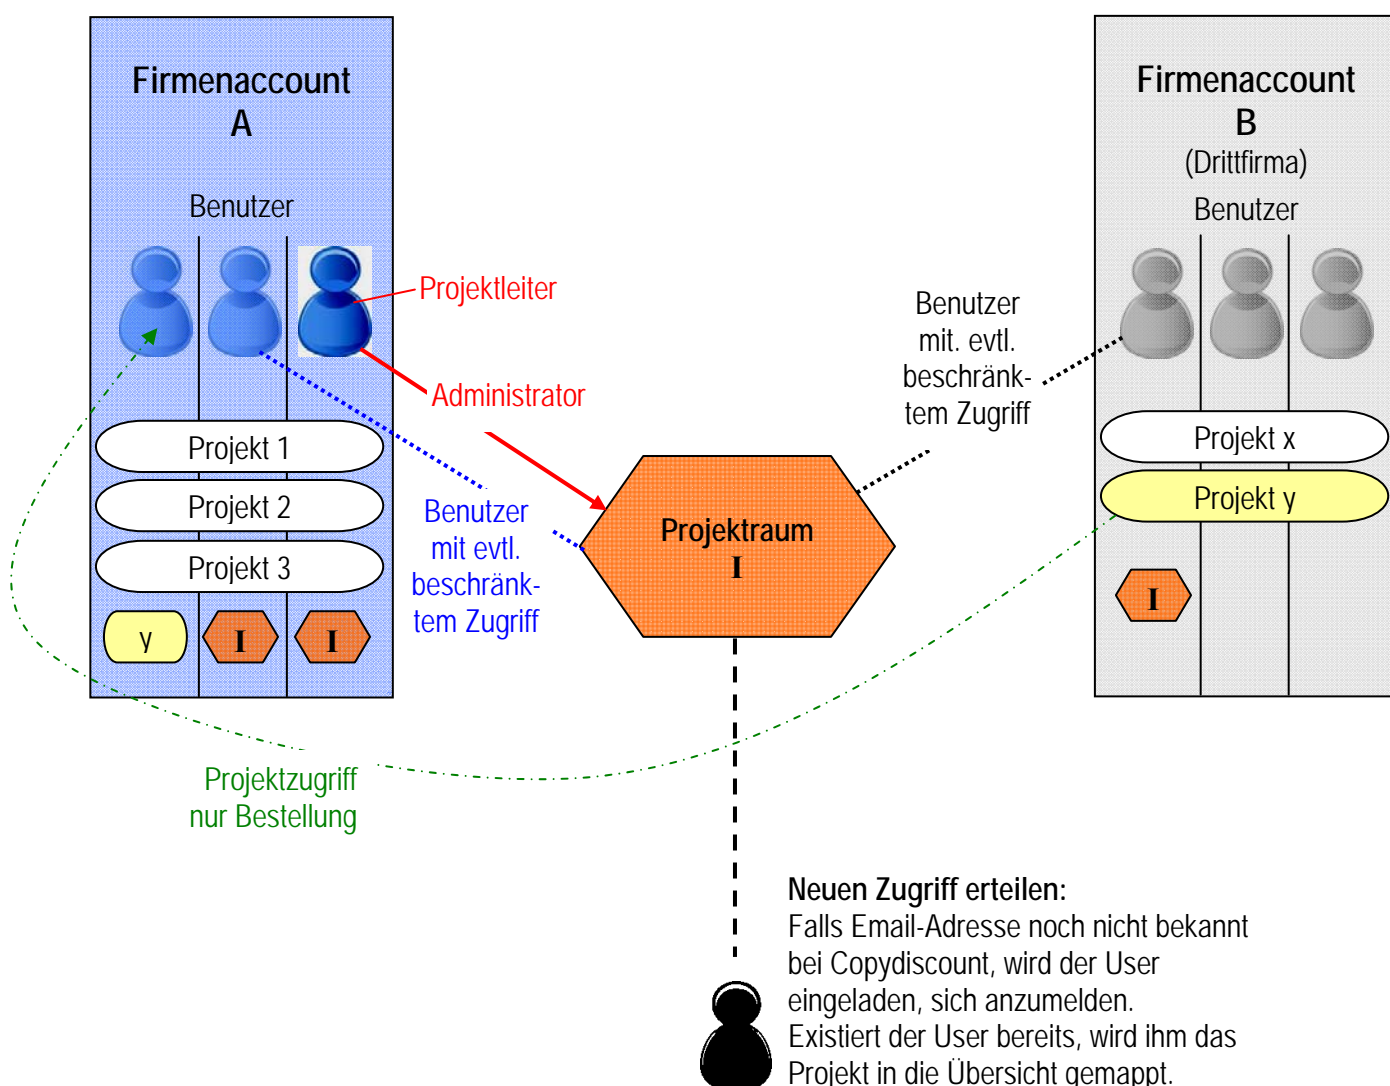 Firmenaccount
A
Benutzer
Projektleiter
Administrator
Projekt 1
Projekt 2
Projekt 3
y
I
I
Benutzer
mit evtl.
beschränk-
tem Zugriff
Projektraum
I
Benutzer
mit. evtl.
beschränk-
tem Zugriff
Firmenaccount
B
(Drittfirma)
Benutzer
Projekt x
Projekt y
I
Projektzugriff
nur Bestellung
Neuen Zugriff erteilen:
Falls Email-Adresse noch nicht bekannt
bei Copydiscount, wird der User
eingeladen, sich anzumelden.
Existiert der User bereits, wird ihm das
Projekt in die Übersicht gemappt.